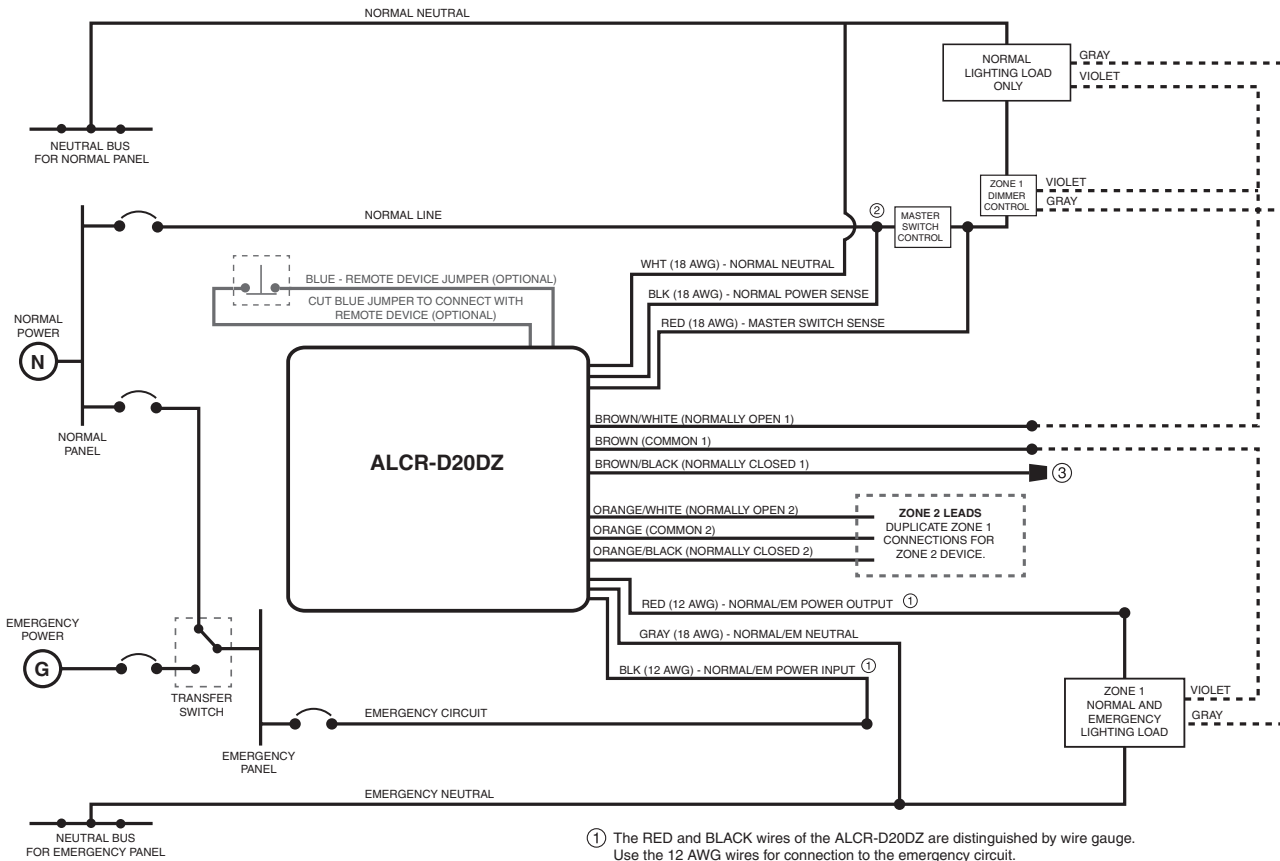 NORMAL NEUTRAL
NORMAL
LIGHTING LOAD
ONLY
GRAY
VIOLET
NEUTRAL BUS
FOR NORMAL PANEL
ZONE 1
DIMMER
CONTROL
VIOLET
GRAY
NORMAL LINE
②
MASTER
SWITCH
CONTROL
WHT (18 AWG) - NORMAL NEUTRAL
BLUE - REMOTE DEVICE JUMPER (OPTIONAL)
BLK (18 AWG) - NORMAL POWER SENSE
CUT BLUE JUMPER TO CONNECT WITH
REMOTE DEVICE (OPTIONAL)
RED (18 AWG) - MASTER SWITCH SENSE
NORMAL
POWER
N
NORMAL
PANEL
ALCR-D20DZ
BROWN/WHITE (NORMALLY OPEN 1)
BROWN (COMMON 1)
BROWN/BLACK (NORMALLY CLOSED 1)
③
ORANGE/WHITE (NORMALLY OPEN 2)
ORANGE (COMMON 2)
ORANGE/BLACK (NORMALLY CLOSED 2)
ZONE 2 LEADS
DUPLICATE ZONE 1
CONNECTIONS FOR
ZONE 2 DEVICE.
RED (12 AWG) - NORMAL/EM POWER OUTPUT ①
GRAY (18 AWG) - NORMAL/EM NEUTRAL
BLK (12 AWG) - NORMAL/EM POWER INPUT ①
EMERGENCY
POWER
G
TRANSFER
SWITCH
EMERGENCY CIRCUIT
EMERGENCY
PANEL
ZONE 1
NORMAL AND
EMERGENCY
LIGHTING LOAD
VIOLET
GRAY
EMERGENCY NEUTRAL
NEUTRAL BUS
FOR EMERGENCY PANEL
① The RED and BLACK wires of the ALCR-D20DZ are distinguished by wire gauge.
Use the 12 AWG wires for connection to the emergency circuit.